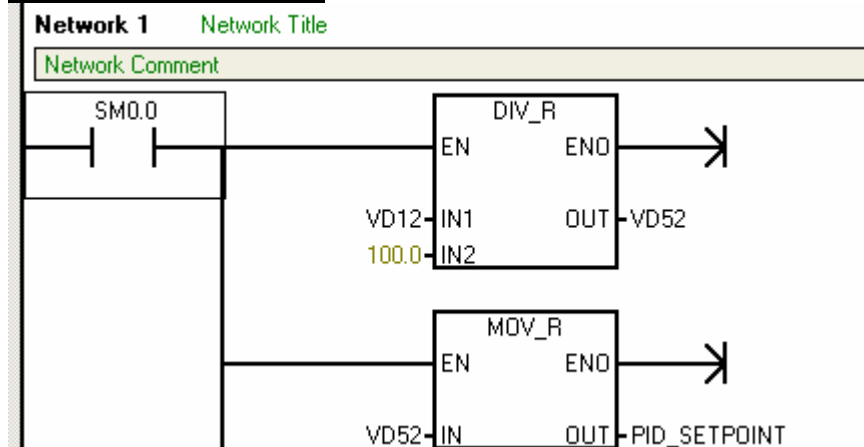 Network 1 Network Title
Network Comment
SM0.0
DIV_R
EN ENO
VD12 IN1 OUT VD52
100.0 IN2
MOV_R
EN ENO
VD52 IN OUT PID_SETPOINT